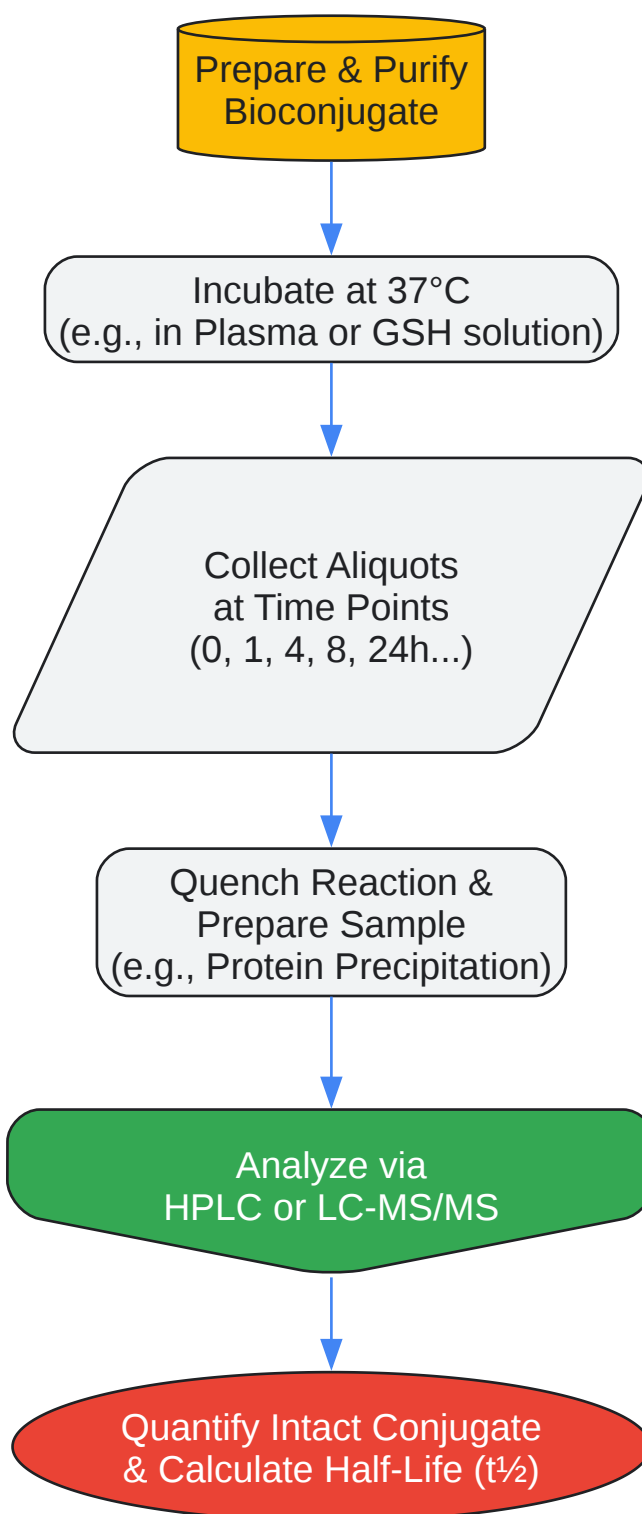 Prepare & Purify
Bioconjugate
Incubate at 37°C
(e.g., in Plasma or GSH solution)
Collect Aliquots
at Time Points
(0, 1, 4, 8, 24h...)
Quench Reaction &
Prepare Sample
(e.g., Protein Precipitation)
Analyze via
HPLC or LC-MS/MS
Quantify Intact Conjugate
& Calculate Half-Life (t½)